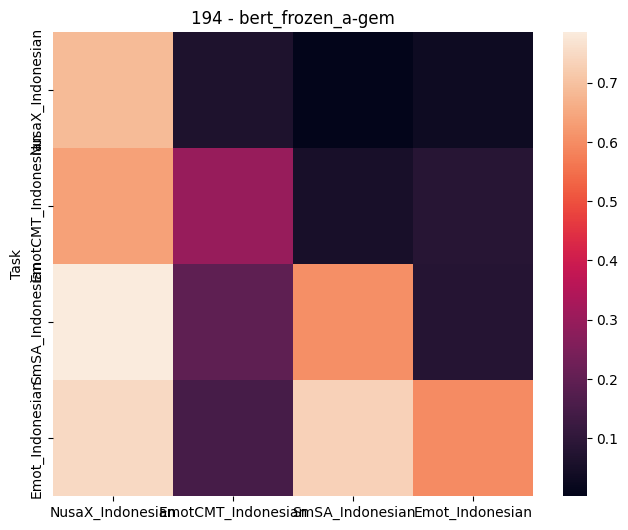 194 - bert_frozen_a-gem
Task
NusaX_Indonesian
EmotCMT_Indonesian
SmSA_Indonesian
Emot_Indonesian
NusaX_Indonesian
EmotCMT_Indonesian
SmSA_Indonesian
Emot_Indonesian
0.7
0.6
0.5
0.4
0.3
0.2
0.1